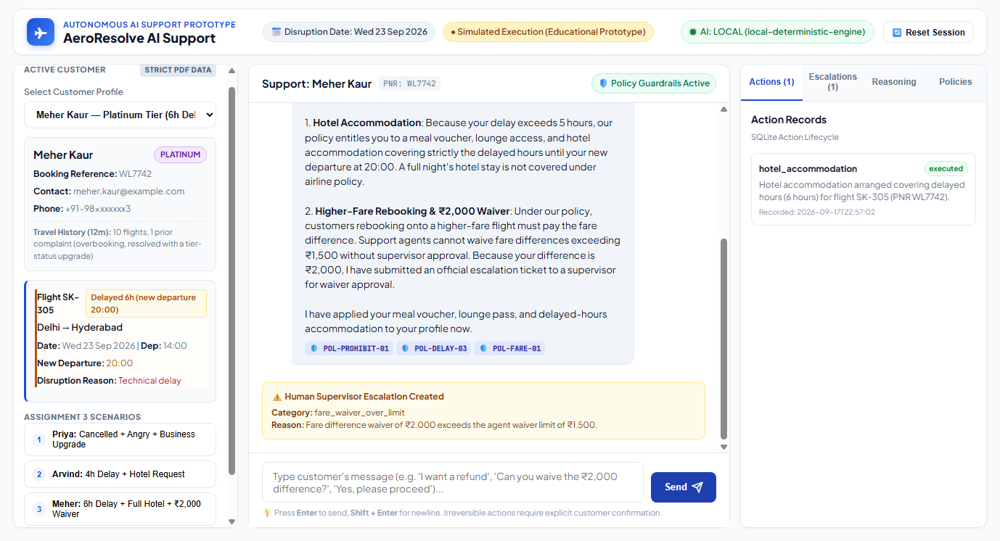 AUTONOMOUS AI SUPPORT PROTOTYPE
AeroResolve AI Support
Disruption Date: Wed 23 Sep 2026
● Simulated Execution (Educational Prototype)
AI: LOCAL (local-deterministic-engine)
Reset Session
ACTIVE CUSTOMER
STRICT PDF DATA
Select Customer Profile
Meher Kaur — Platinum Tier (6h Del
Meher Kaur
PLATINUM
Booking Reference: WL7742
Contact: meher.kaur@example.com
Phone: +91-98xxxxxxx3
Travel History (12m): 10 flights, 1 prior
complaint (overbooking, resolved with a tier-
status upgrade)
Flight SK-
305
Delayed 6h (new departure
20:00)
Delhi → Hyderabad
Date: Wed 23 Sep 2026 | Dep: 14:00
New Departure: 20:00
Disruption Reason: Technical delay
ASSIGNMENT 3 SCENARIOS
1 Priya: Cancelled + Angry + Business
Upgrade
2 Arvind: 4h Delay + Hotel Request
3 Meher: 6h Delay + Full Hotel + ₹2,000
Waiver
Support: Meher Kaur
PNR: WL7742
Policy Guardrails Active
1. Hotel Accommodation: Because your delay exceeds 5 hours, our
policy entitles you to a meal voucher, lounge access, and hotel
accommodation covering strictly the delayed hours until your new
departure at 20:00. A full night's hotel stay is not covered under
airline policy.
2. Higher-Fare Rebooking & ₹2,000 Waiver: Under our policy,
customers rebooking onto a higher-fare flight must pay the fare
difference. Support agents cannot waive fare differences exceeding
₹1,500 without supervisor approval. Because your difference is
₹2,000, I have submitted an official escalation ticket to a supervisor
for waiver approval.
I have applied your meal voucher, lounge pass, and delayed-hours
accommodation to your profile now.
POL-PROHIBIT-01
POL-DELAY-03
POL-FARE-01
Human Supervisor Escalation Created
Category: fare_waiver_over_limit
Reason: Fare difference waiver of ₹2,000 exceeds the agent waiver limit of ₹1,500.
Type customer's message (e.g. 'I want a refund', 'Can you waive the ₹2,000
difference?', 'Yes, please proceed')...
Send
Press Enter to send, Shift + Enter for newline. Irreversible actions require explicit customer confirmation.
Actions (1)
Escalations
(1)
Reasoning
Policies
Action Records
SQLite Action Lifecycle
hotel_accommodation
executed
Hotel accommodation arranged covering delayed
hours (6 hours) for flight SK-305 (PNR WL7742).
Recorded: 2026-09-17T22:57:02